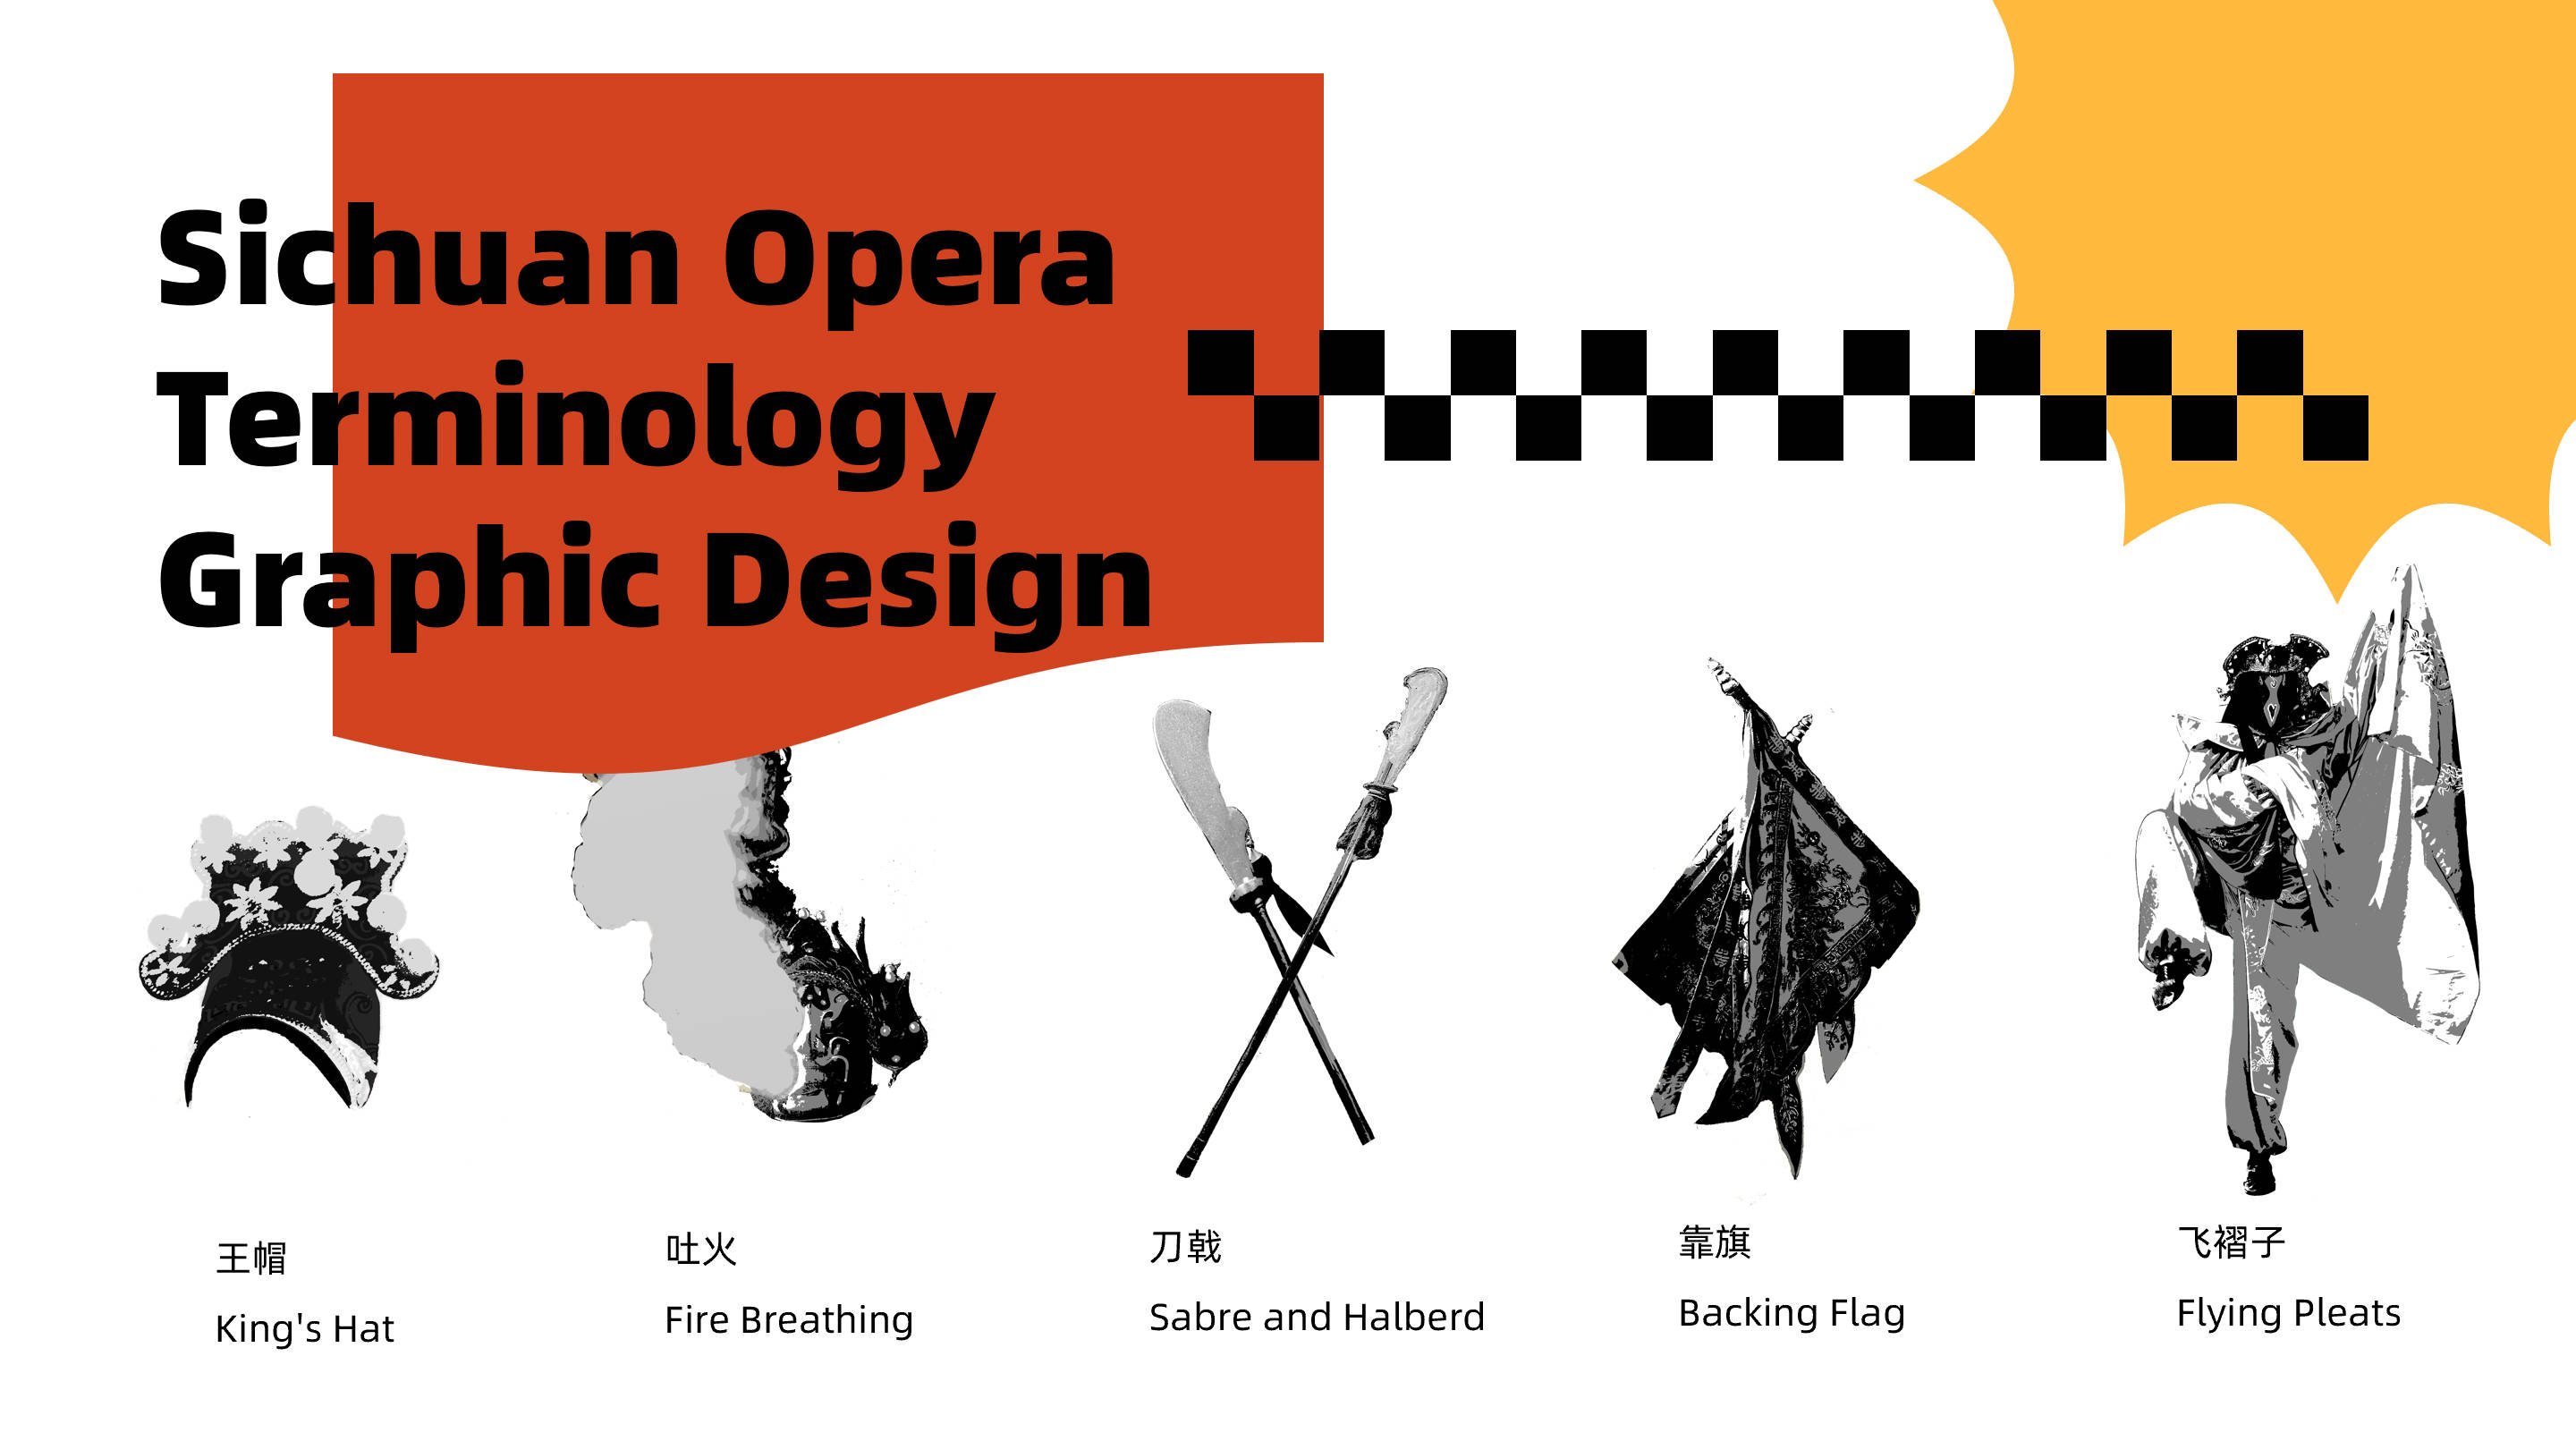 Sichuan Opera
Terminology
Graphic Design
王帽
King's Hat
吐火
Fire Breathing
刀戟
Sabre and Halberd
靠旗
Backing Flag
飞褶子
Flying Pleats